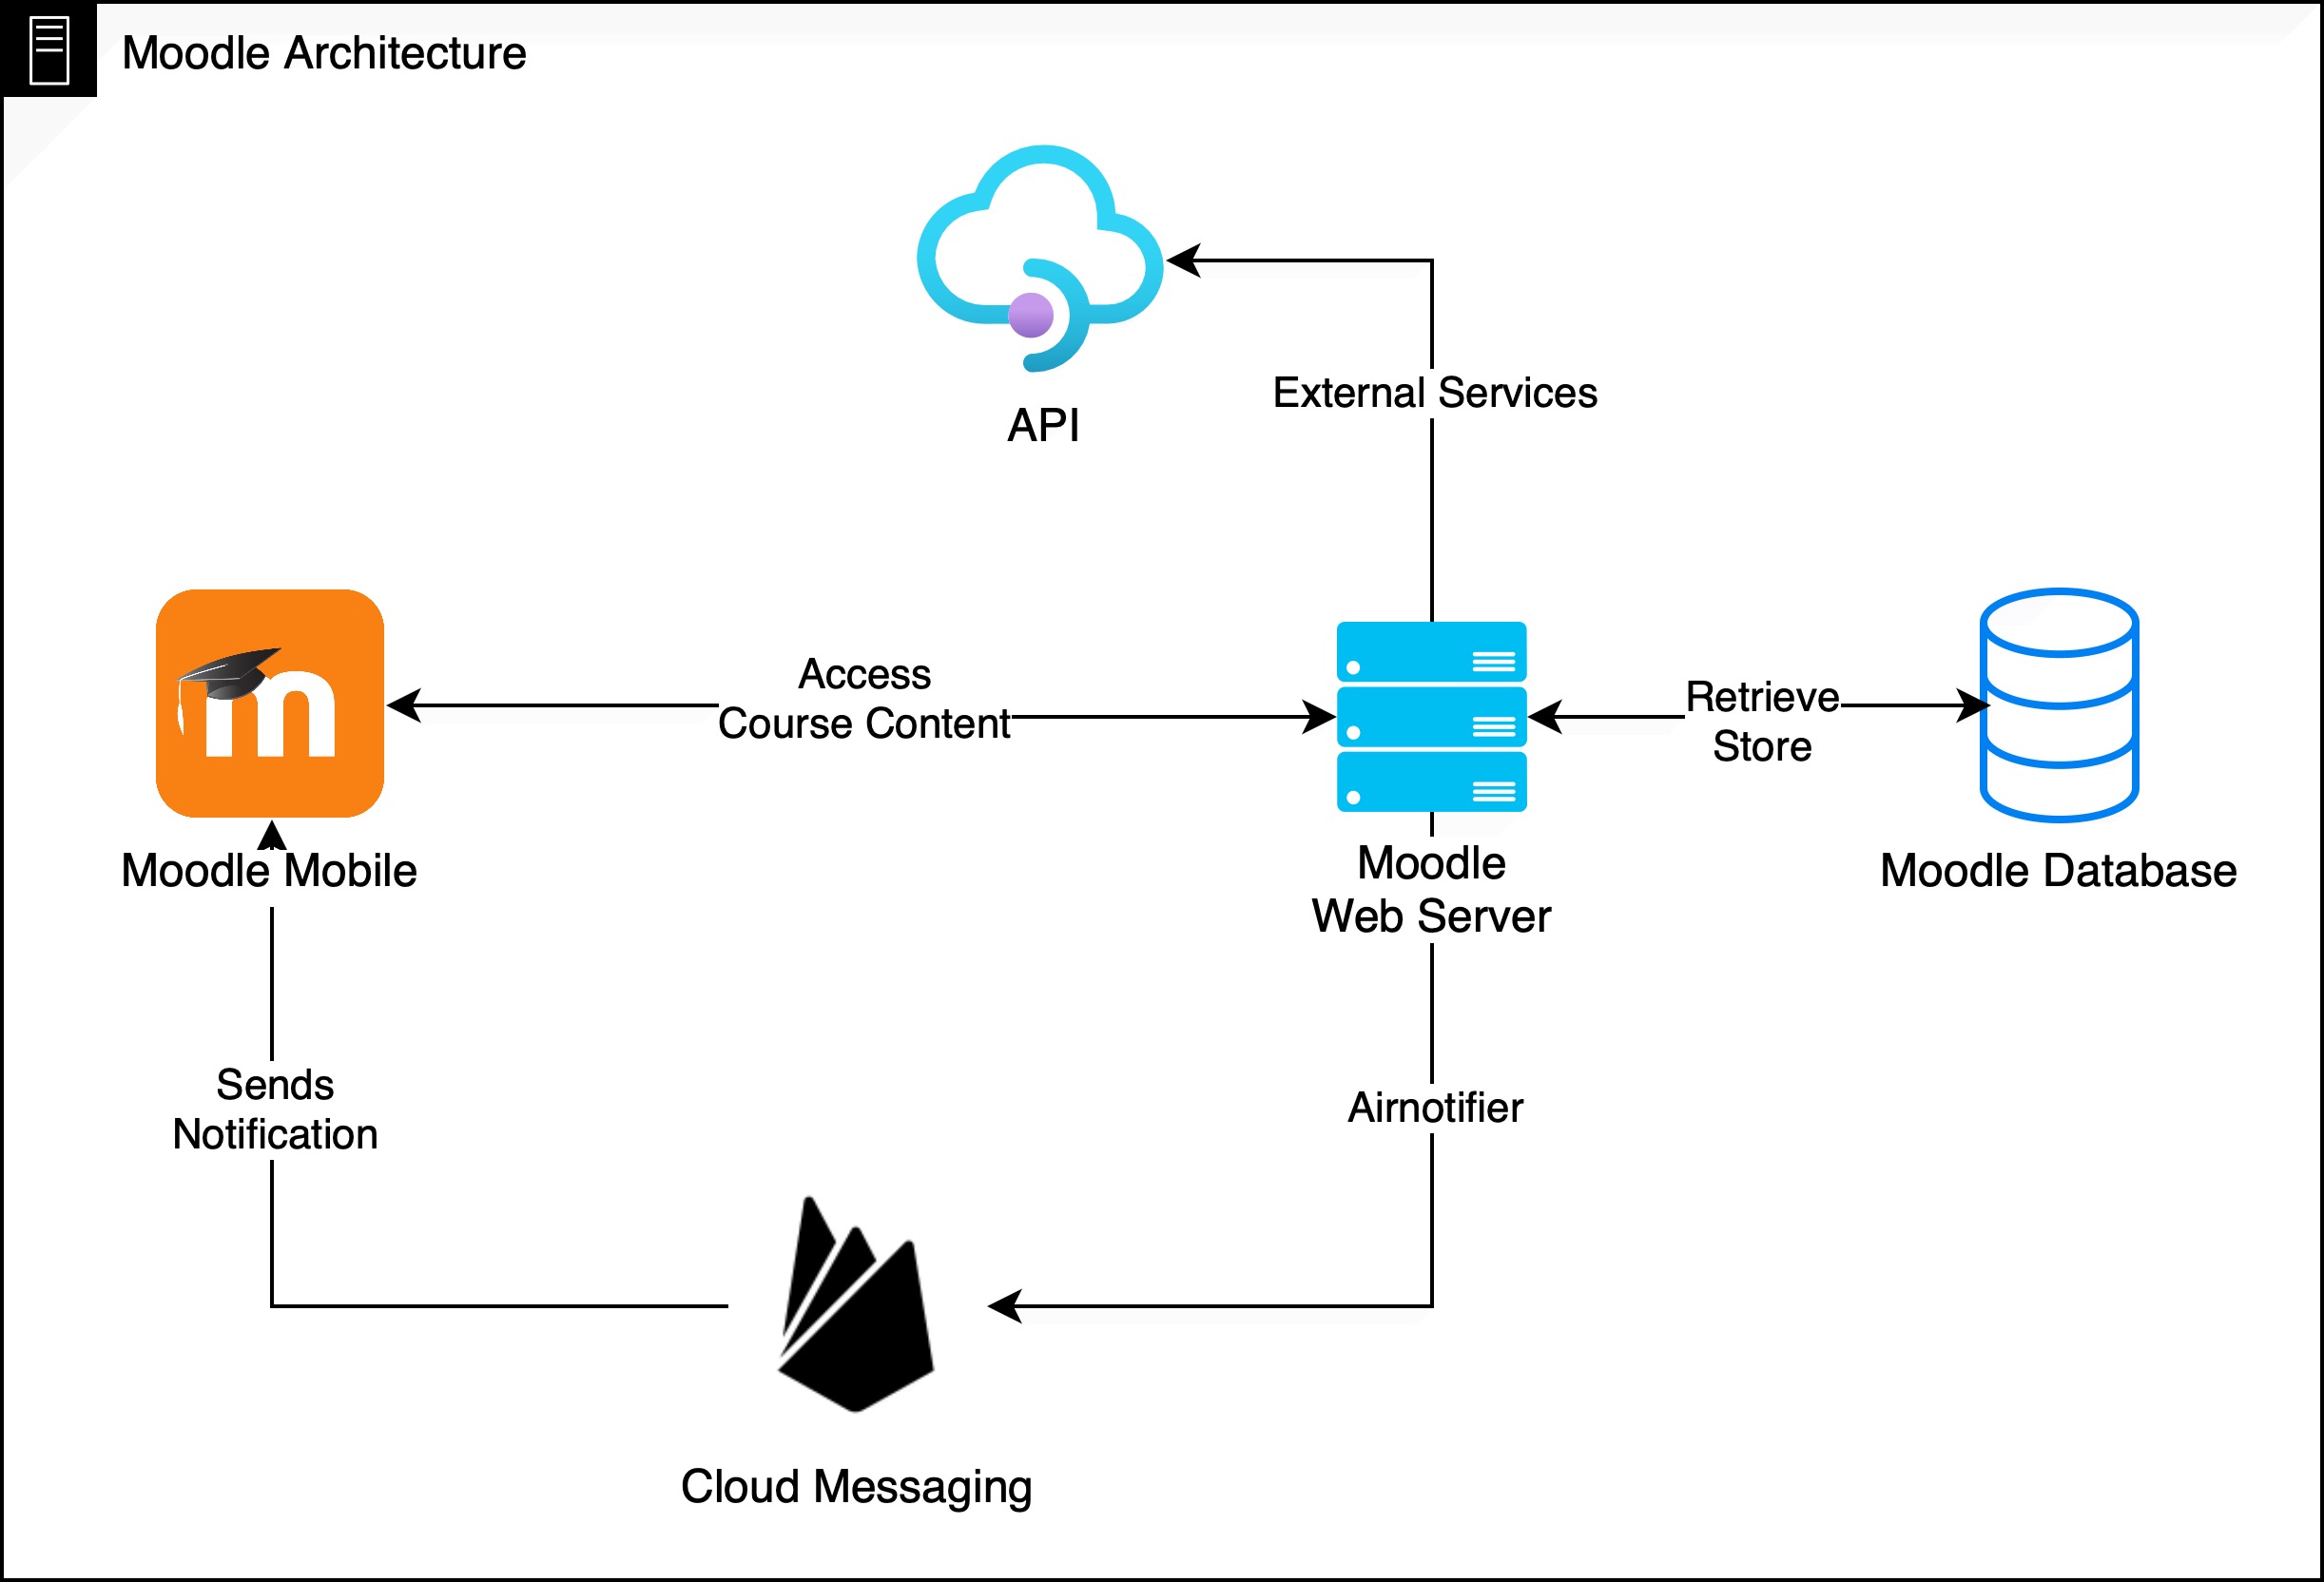 Moodle Architecture
API
External Services
Access
Course Content
Retrieve
Store
m
Moodle Mobile
Moodle
Web Server
Moodle Database
Sends
Notification
Airnotifier
Cloud Messaging